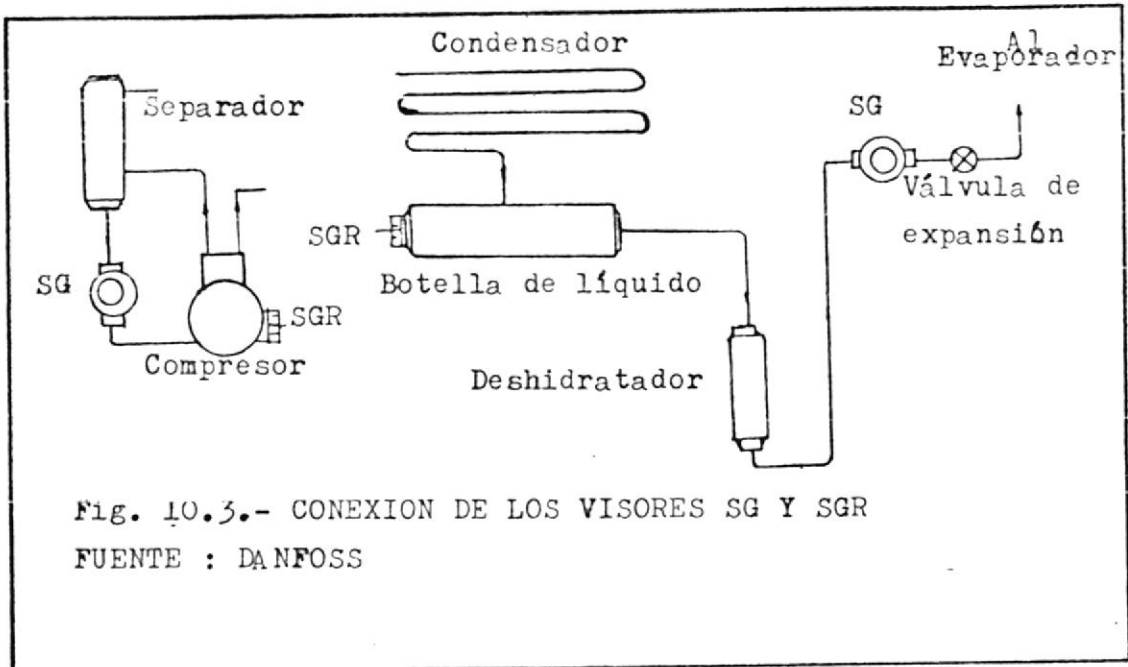 Condensador
Al
Evaporador
Separador
SG
Válvula de
expansión
SGR
Botella de líquido
SG
SGR
Compresor
Deshidratador
Fig. 10.3.- CONEXION DE LOS VISORES SG Y SGR
FUENTE : DANFOSS